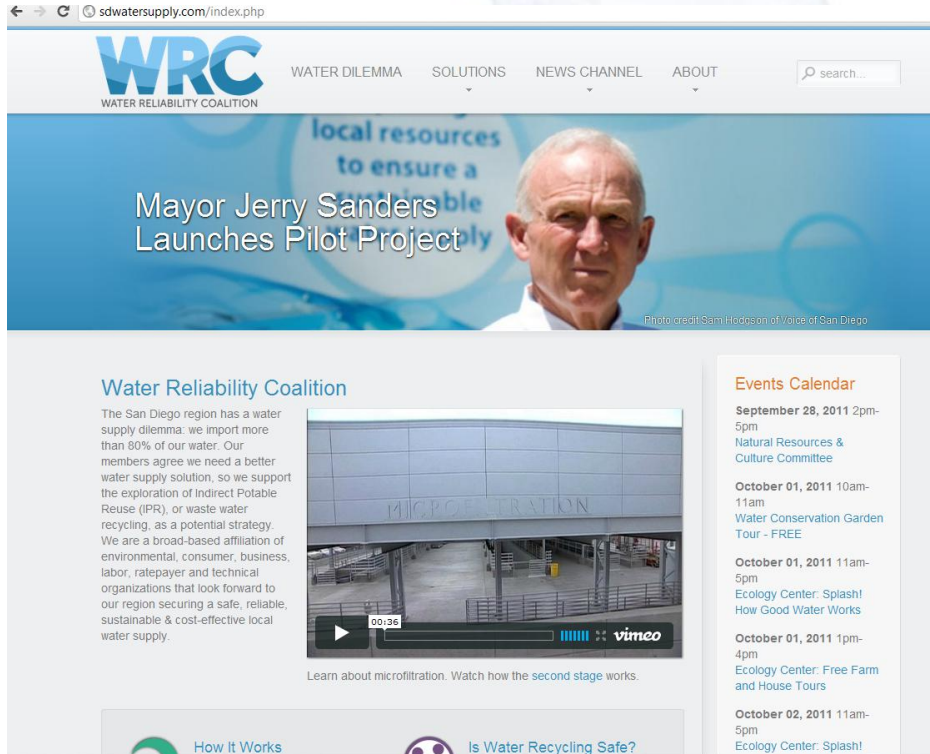 sdwatersupply.com/index.php
WRC
WATER RELIABILITY COALITION
WATER DILEMMA
SOLUTIONS
NEWS CHANNEL
ABOUT
search...
local resources
to ensure a
Mayor Jerry Sanders
Launches Pilot Project
Photo credit Sam Hodgson of Voice of San Diego
Water Reliability Coalition
The San Diego region has a water
supply dilemma: we import more
than 80% of our water. Our
members agree we need a better
water supply solution, so we support
the exploration of Indirect Potable
Reuse (IPR), or waste water
recycling, as a potential strategy.
We are a broad-based affiliation of
environmental, consumer, business,
labor, ratepayer and technical
organizations that look forward to
our region securing a safe, reliable,
sustainable & cost-effective local
water supply.
MICROFILTRATION
00:36
vimeo
Learn about microfiltration. Watch how the second stage works.
How It Works
Is Water Recycling Safe?
Events Calendar
September 28, 2011 2pm-
5pm
Natural Resources &
Culture Committee
October 01, 2011 10am-
11am
Water Conservation Garden
Tour - FREE
October 01, 2011 11am-
5pm
Ecology Center: Splash!
How Good Water Works
October 01, 2011 1pm-
4pm
Ecology Center: Free Farm
and House Tours
October 02, 2011 11am-
5pm
Ecology Center: Splash!